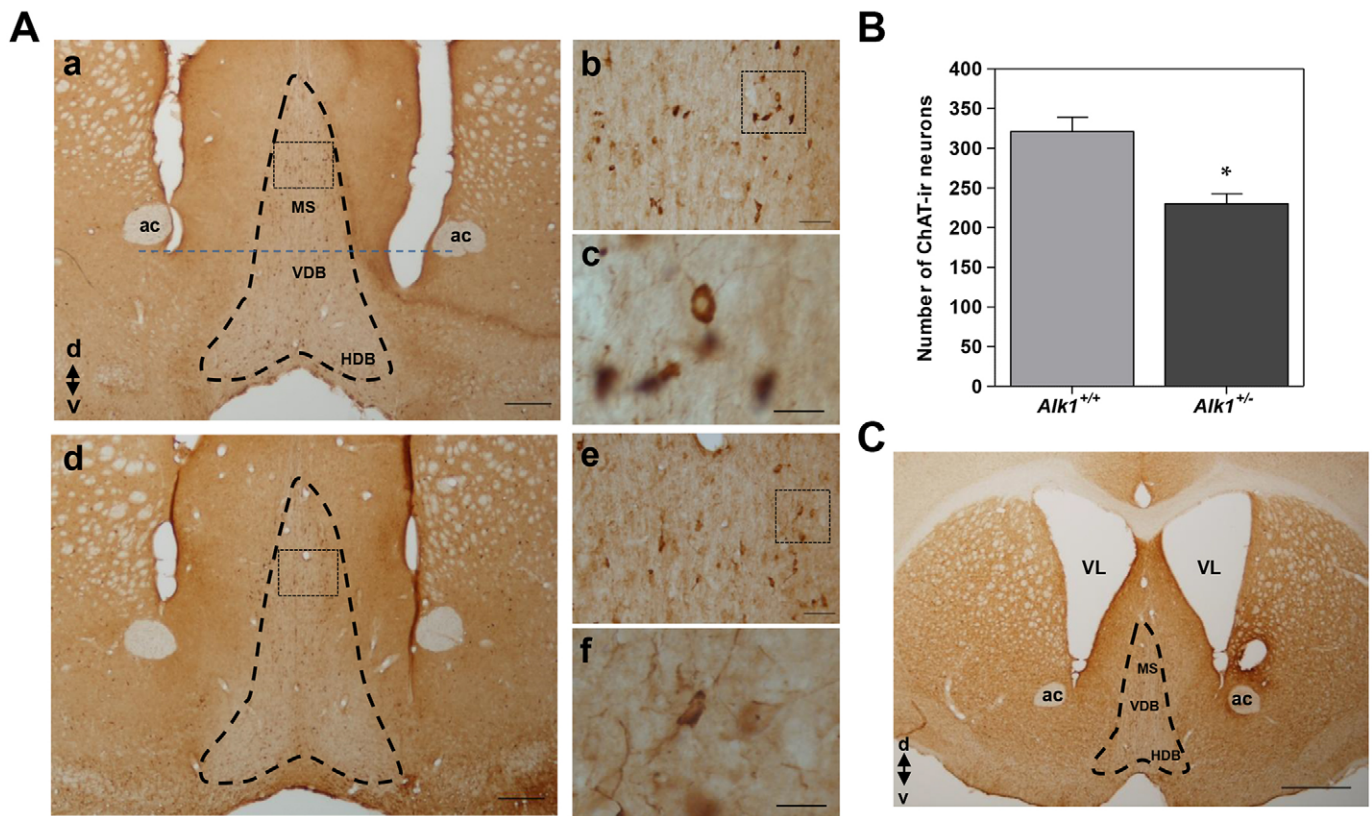 A
a
ac
MS
ac
VDB
HDB
d
v
b
c
d
e
f
B
Number of ChAT-ir neurons
400
350
300
250
200
150
100
50
0
*
Alk1+/+
Alk1+/-
C
VL
VL
MS
ac
VDB
ac
HDB
d
v